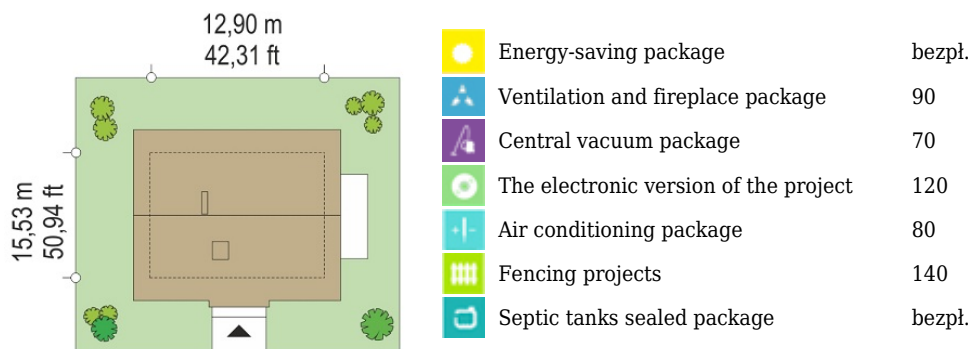 12,90 m
42,31 ft
15,53 m
50,94 ft
Energy-saving package bezpł.
Ventilation and fireplace package 90
Central vacuum package 70
The electronic version of the project 120
Air conditioning package 80
Fencing projects 140
Septic tanks sealed package bezpł.